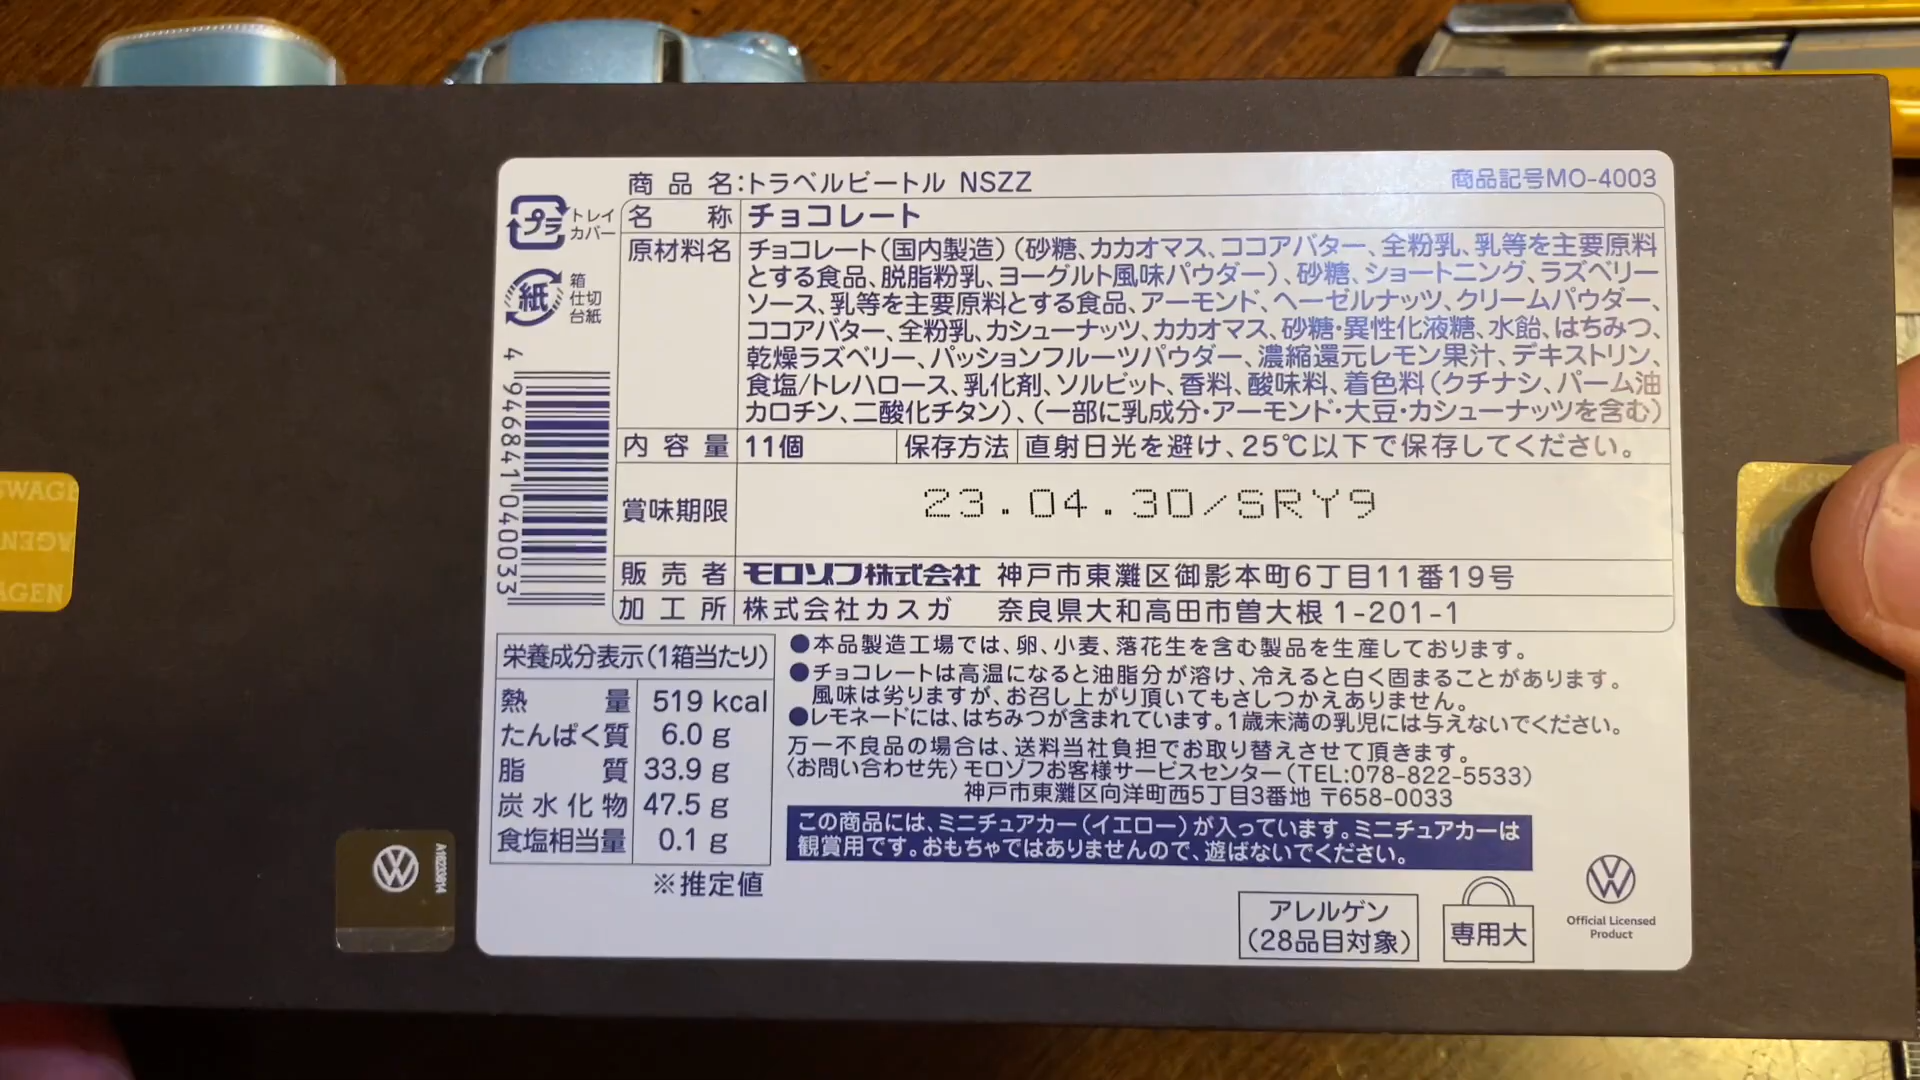 商品名:トラベルビートル NSZZ
商品記号MO-4003
プラ
トレイ
カバー
紙
箱
仕切
台紙
名称 チョコレート
原材料名
チョコレート(国内製造)(砂糖、カカオマス、ココアバター、全粉乳、乳等を主要原料
とする食品、脱脂粉乳、ヨーグルト風味パウダー)、砂糖、ショートニング、ラズベリー
ソース、乳等を主要原料とする食品、アーモンド、ヘーゼルナッツ、クリームパウダー、
ココアバター、全粉乳、カシューナッツ、カカオマス、砂糖・異性化液糖、水飴、はちみつ、
乾燥ラズベリー、パッションフルーツパウダー、濃縮還元レモン果汁、デキストリン、
食塩/トレハロース、乳化剤、ソルビット、香料、酸味料、着色料(クチナシ、パーム油
カロチン、二酸化チタン)、(一部に乳成分・アーモンド・大豆・カシューナッツを含む)
内容量 11個 保存方法 直射日光を避け、25℃以下で保存してください。
賞味期限 23.04.30/SRY9
販売者 モロゾフ株式会社 神戸市東灘区御影本町6丁目11番19号
加工所 株式会社カスガ 奈良県大和高田市曽大根1-201-1
4 946841 040033
栄養成分表示(1箱当たり)
熱量 519 kcal
たんぱく質 6.0 g
脂質 33.9 g
炭水化物 47.5 g
食塩相当量 0.1 g
※推定値
●本品製造工場では、卵、小麦、落花生を含む製品を生産しております。
●チョコレートは高温になると油脂分が溶け、冷えると白く固まることがあります。
風味は劣りますが、お召し上がり頂いてもさしつかえありません。
●レモネードには、はちみつが含まれています。1歳未満の乳児には与えないでください。
万一不良品の場合は、送料当社負担でお取り替えさせて頂きます。
〈お問い合わせ先〉モロゾフお客様サービスセンター(TEL:078-822-5533)
神戸市東灘区向洋町西5丁目3番地 〒658-0033
この商品には、ミニチュアカー(イエロー)が入っています。ミニチュアカーは
観賞用です。おもちゃではありませんので、遊ばないでください。
アレルゲン
(28品目対象)
専用大
Official Licensed
Product
SWAGE
AGEN